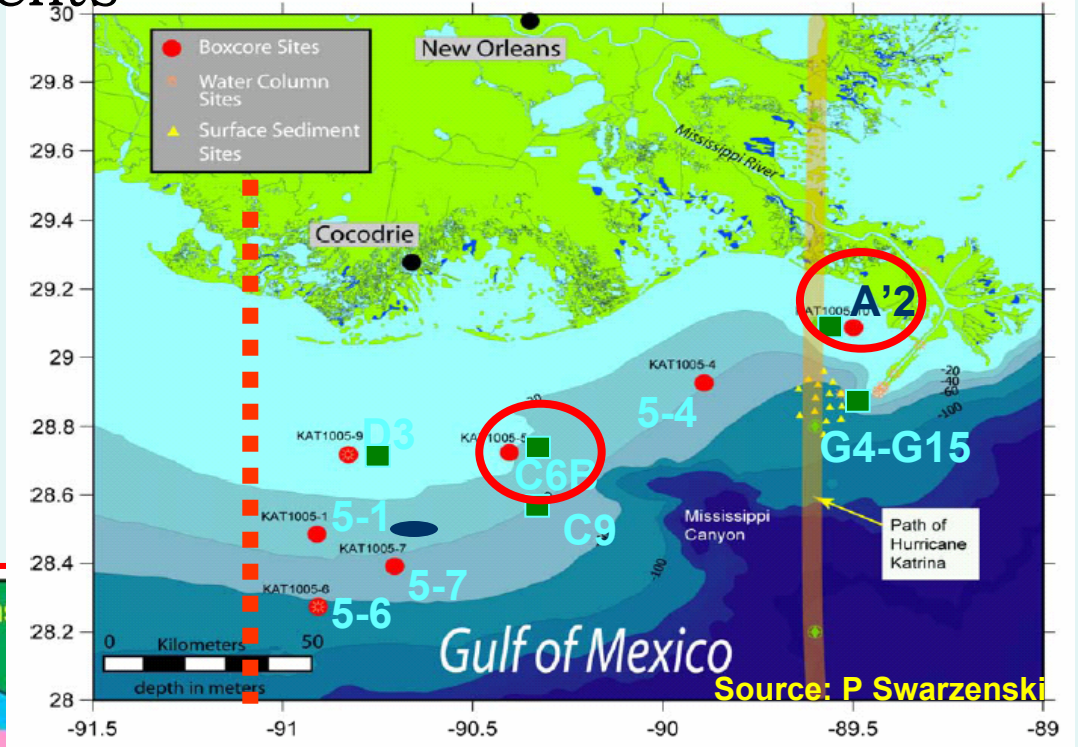 30
29.8
29.6
29.4
29.2
29
28.8
28.6
28.4
28.2
28
Boxcore Sites
Water Column
Sites
Surface Sediment
Sites
New Orleans
Mississippi River
Cocodrie
A'2
KAT1005-4
5-4
-20
-40
-60
-100
G4-G15
KAT1005-9
D3
KAT1005-5
C9
KAT1005-1
5-1
KAT1005-7
5-7
KAT1005-6
5-6
-100
Mississippi
Canyon
Path of
Hurricane
Katrina
0 Kilometers 50
depth in meters
Gulf of Mexico
Source: P Swarzenski
-91.5 -91 -90.5 -90 -89.5 -89